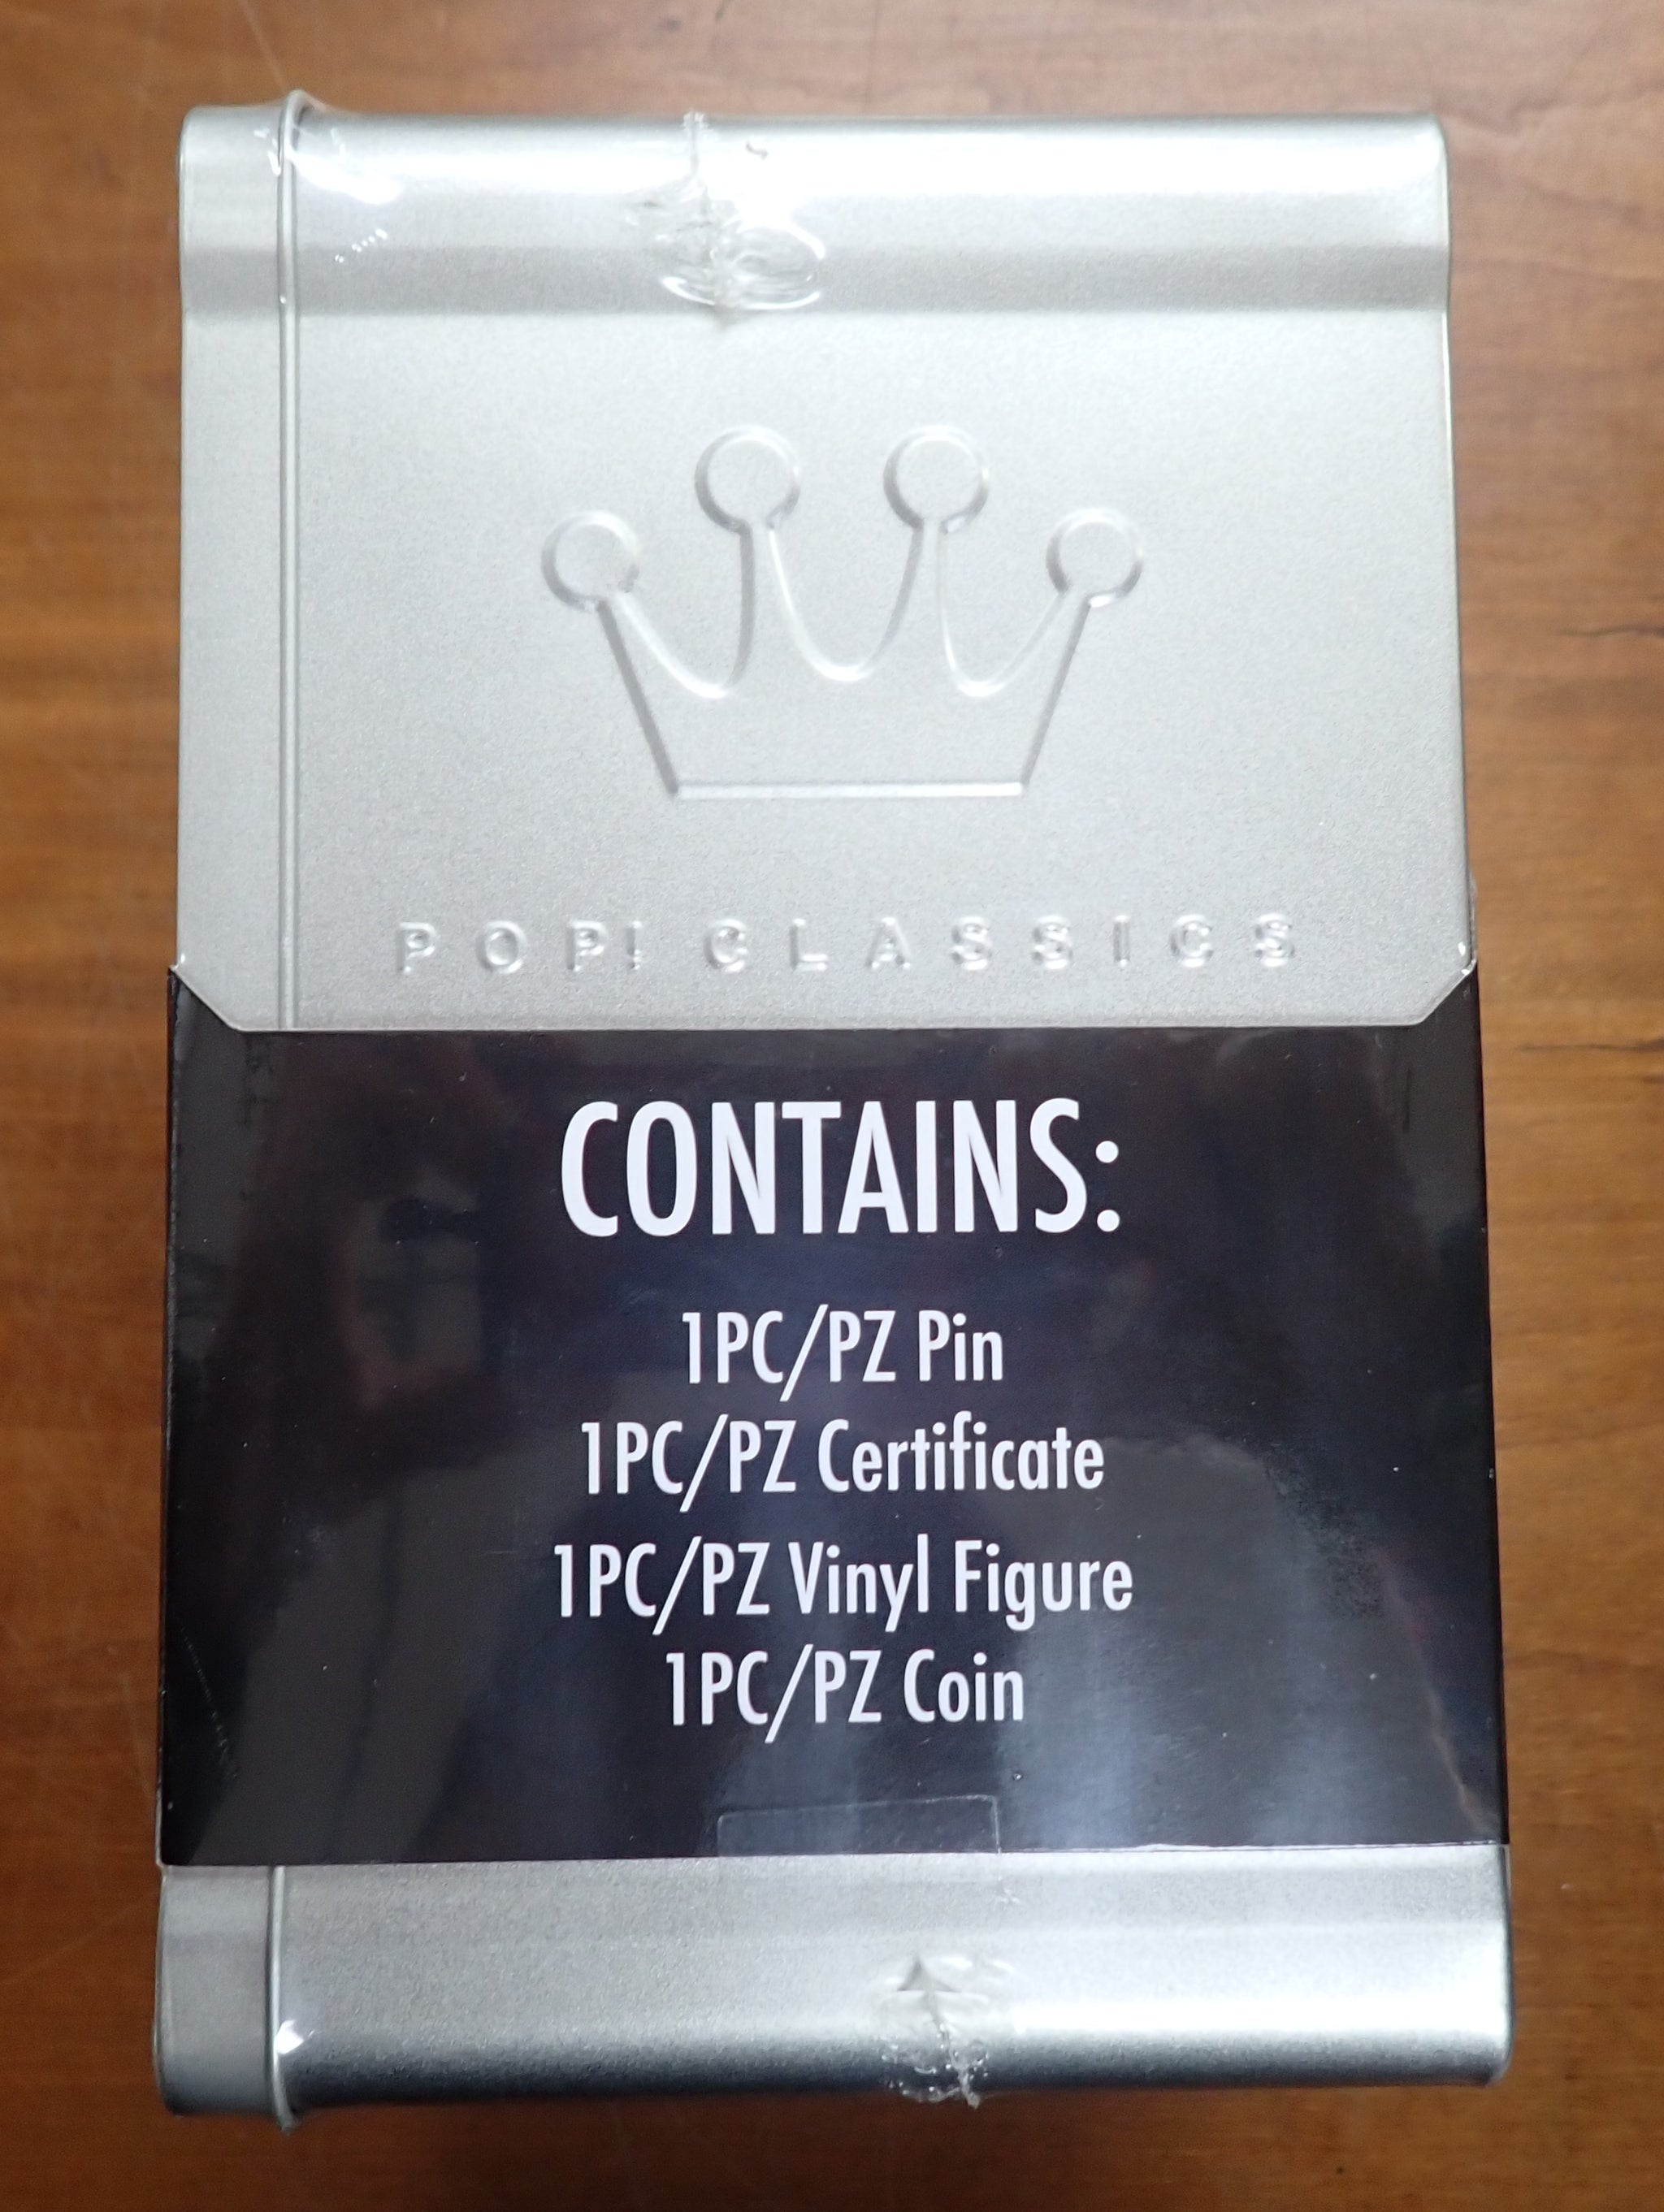 POP! CLASSICS
CONTAINS:
1PC/PZ Pin
1PC/PZ Certificate
1PC/PZ Vinyl Figure
1PC/PZ Coin